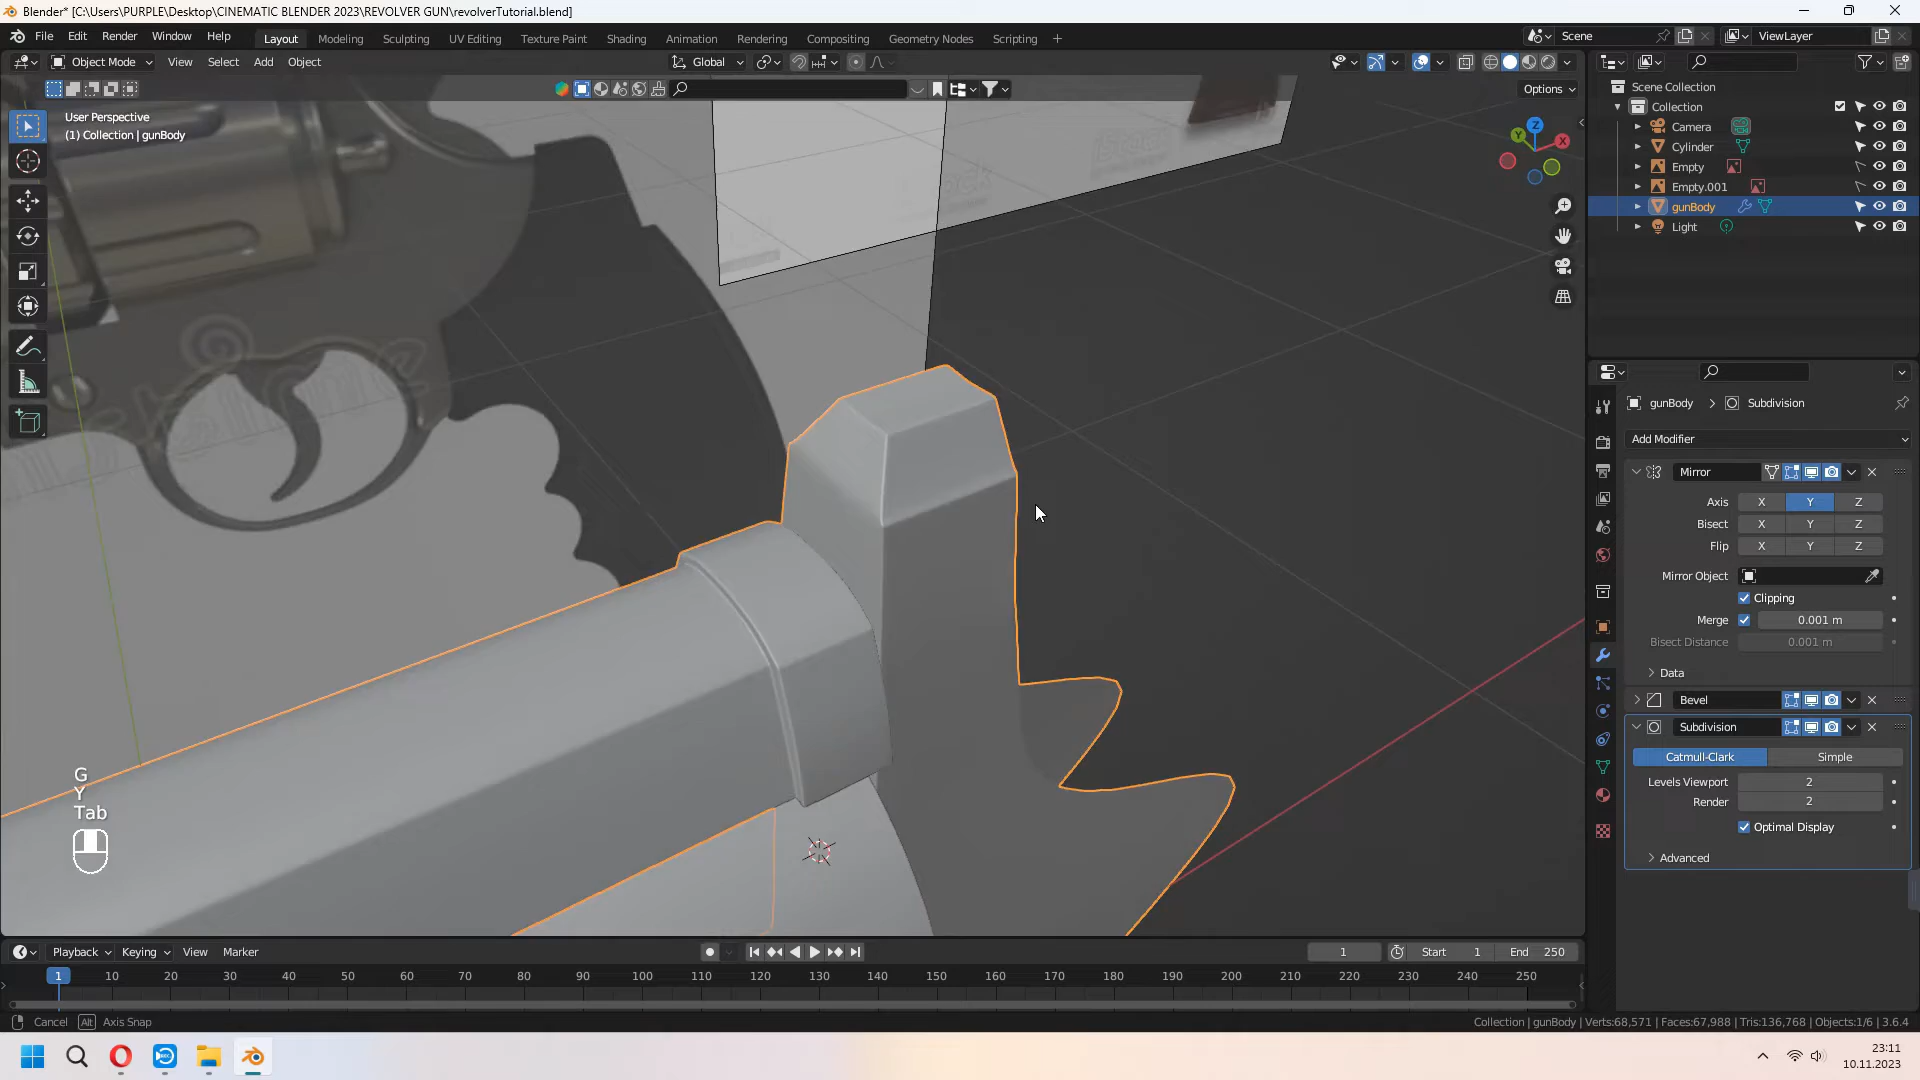 Blender* [C:\Users\PURPLE\Desktop\CINEMATIC BLENDER 2023\REVOLVER GUN\revolverTutorial.blend]
File Edit Render Window Help Layout Modeling Sculpting UV Editing Texture Paint Shading Animation Rendering Compositing Geometry Nodes Scripting + Scene ViewLayer
Object Mode View Select Add Object Global
Options
User Perspective
(1) Collection | gunBody
X
Y
Z
Scene Collection
Collection
Camera
Cylinder
Empty
Empty.001
gunBody
Light
gunBody > Subdivision
Add Modifier
Mirror
Axis X Y Z
Bisect X Y Z
Flip X Y Z
Mirror Object
Clipping
Merge 0.001 m
Bisect Distance 0.001 m
Data
Bevel
Subdivision
Catmull-Clark Simple
Levels Viewport 2
Render 2
Optimal Display
Advanced
G
Y
Tab
Playback Keying View Marker 1 Start 1 End 250
1 10 20 30 40 50 60 70 80 90 100 110 120 130 140 150 160 170 180 190 200 210 220 230 240 250
Cancel Alt Axis Snap Collection | gunBody | Verts:68,571 | Faces:67,988 | Tris:136,768 | Objects:1/6 | 3.6.4
REC
23:11
10.11.2023